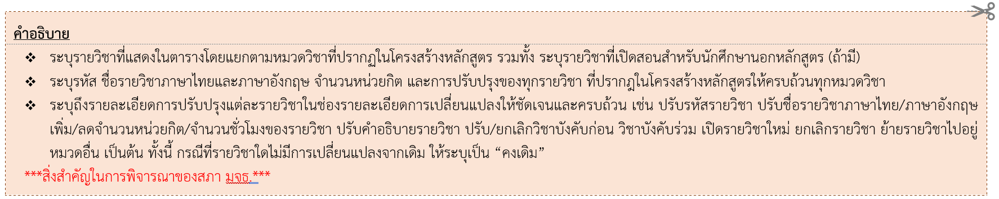 คำอธิบาย
❖ ระบุรายวิชาที่แสดงในตารางโดยแยกตามหมวดวิชาที่ปรากฏในโครงสร้างหลักสูตร รวมทั้ง ระบุรายวิชาที่เปิดสอนสำหรับนักศึกษานอกหลักสูตร (ถ้ามี)
❖ ระบุรหัส ชื่อรายวิชาภาษาไทยและภาษาอังกฤษ จำนวนหน่วยกิต และการปรับปรุงของทุกรายวิชา ที่ปรากฎในโครงสร้างหลักสูตรให้ครบถ้วนทุกหมวดวิชา
❖ ระบุถึงรายละเอียดการปรับปรุงแต่ละรายวิชาในช่องรายละเอียดการเปลี่ยนแปลงให้ชัดเจนและครบถ้วน เช่น ปรับรหัสรายวิชา ปรับชื่อรายวิชาภาษาไทย/ภาษาอังกฤษ
เพิ่ม/ลดจำนวนหน่วยกิต/จำนวนชั่วโมงของรายวิชา ปรับคำอธิบายรายวิชา ปรับ/ยกเลิกวิชาบังคับก่อน วิชาบังคับร่วม เปิดรายวิชาใหม่ ยกเลิกรายวิชา ย้ายรายวิชาไปอยู่
หมวดอื่น เป็นต้น ทั้งนี้ กรณีที่รายวิชาใดไม่มีการเปลี่ยนแปลงจากเดิม ให้ระบุเป็น “คงเดิม”
***สิ่งสำคัญในการพิจารณาของสภา มจธ.***